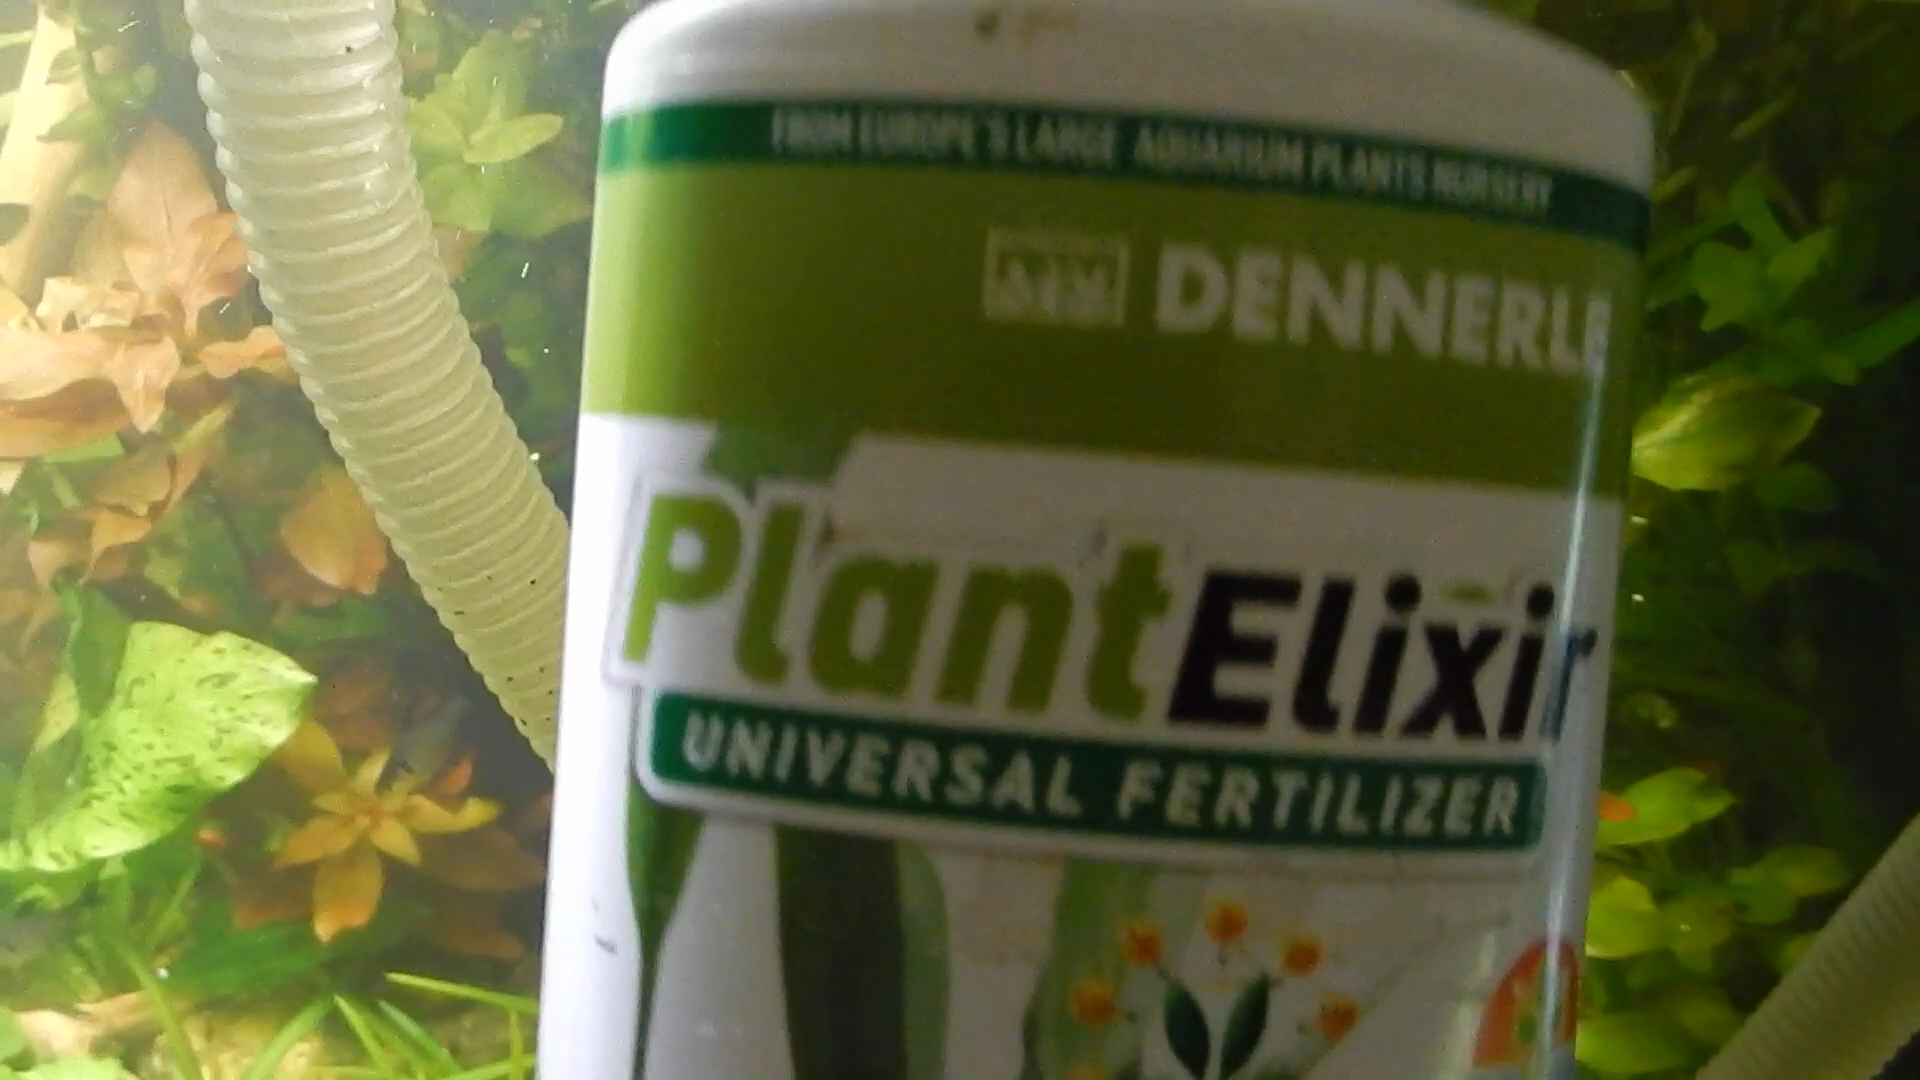 FROM EUROPE'S LARGE AQUARIUM PLANTS NURSERY
DENNERLE
PlantElixir
UNIVERSAL FERTILIZER